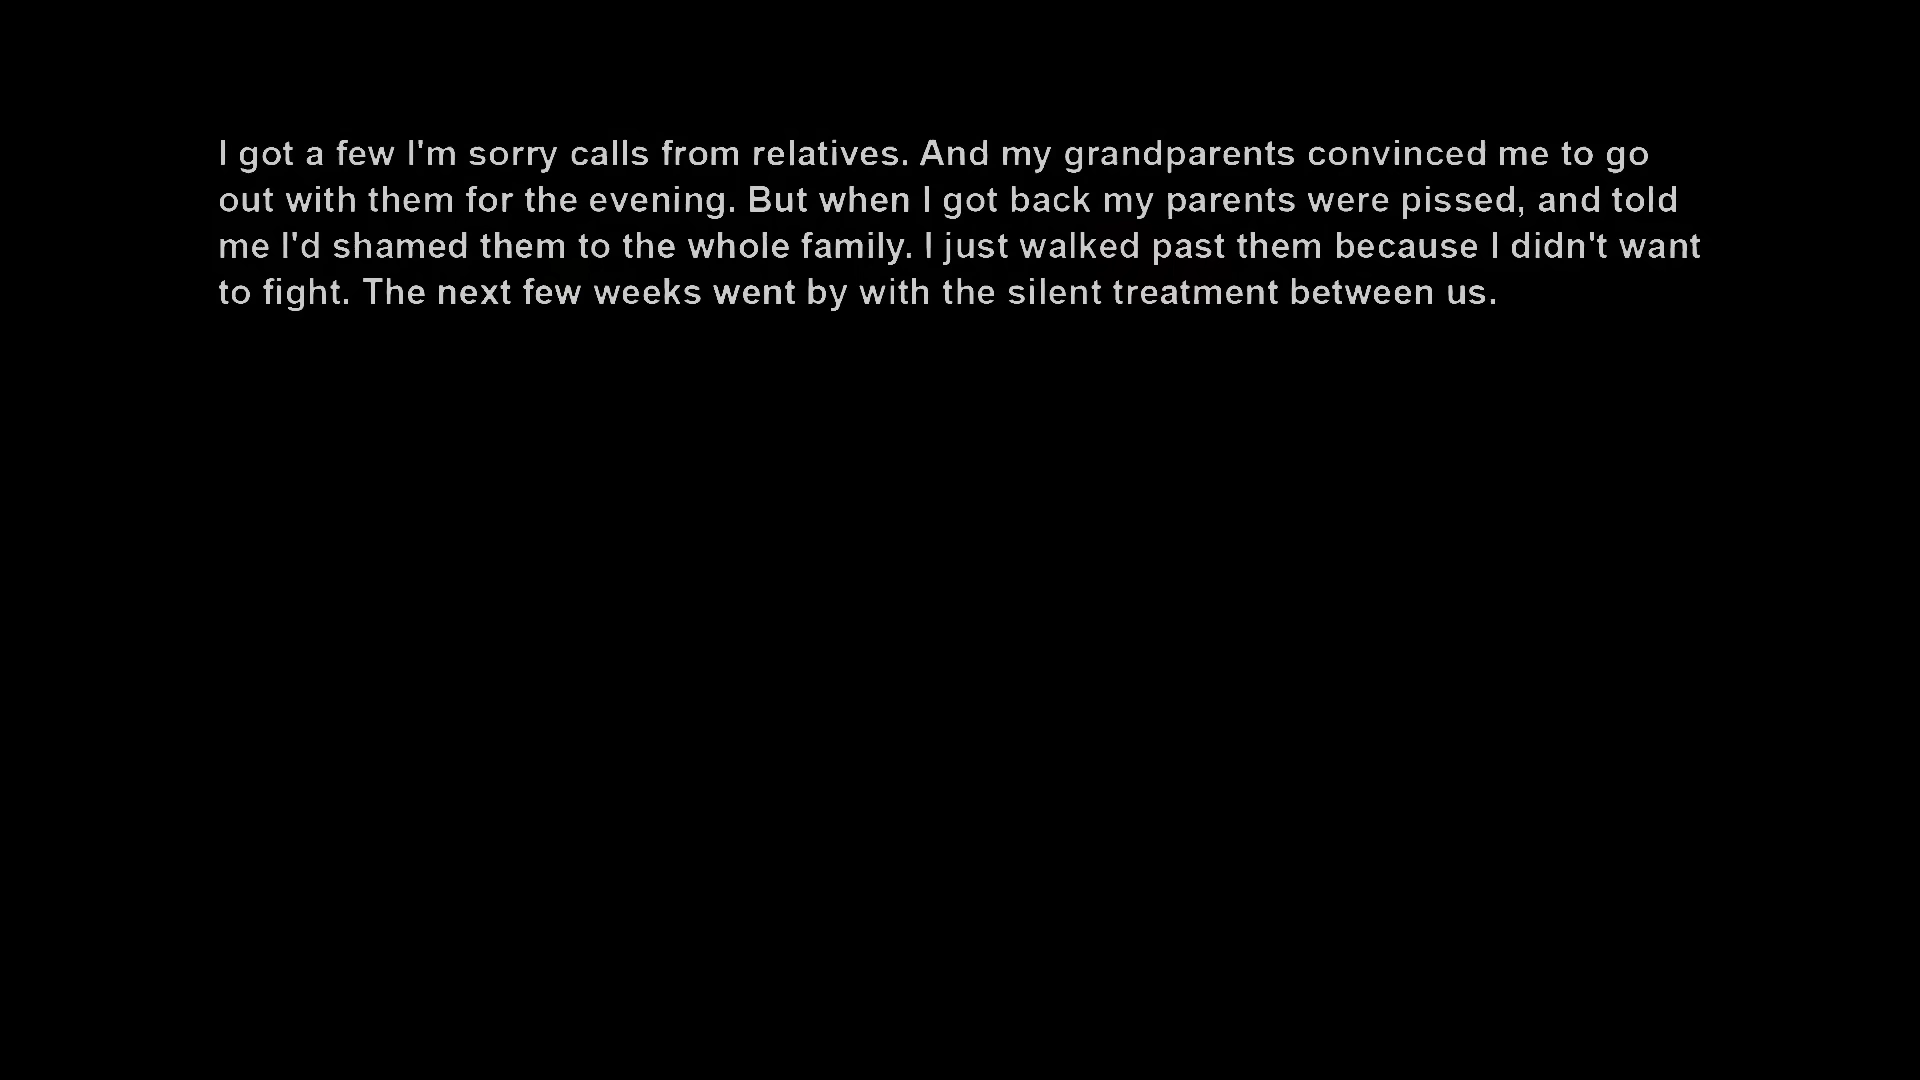 I got a few I'm sorry calls from relatives. And my grandparents convinced me to go
out with them for the evening. But when I got back my parents were pissed, and told
me I'd shamed them to the whole family. I just walked past them because I didn't want
to fight. The next few weeks went by with the silent treatment between us.